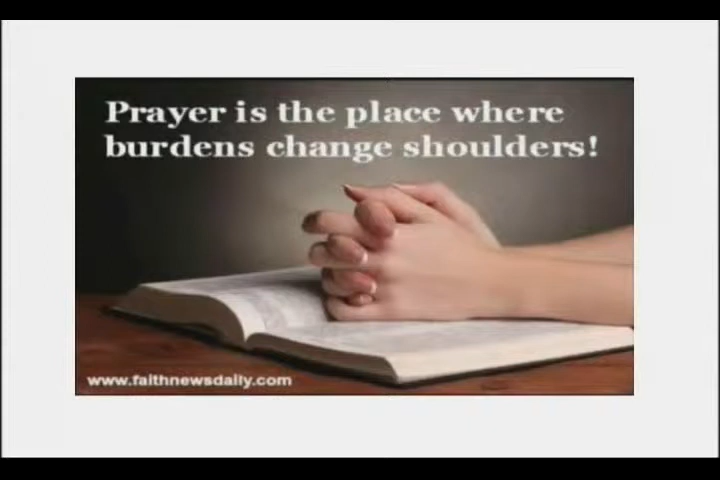 Prayer is the place where
burdens change shoulders!
www.faithnewsdaily.com